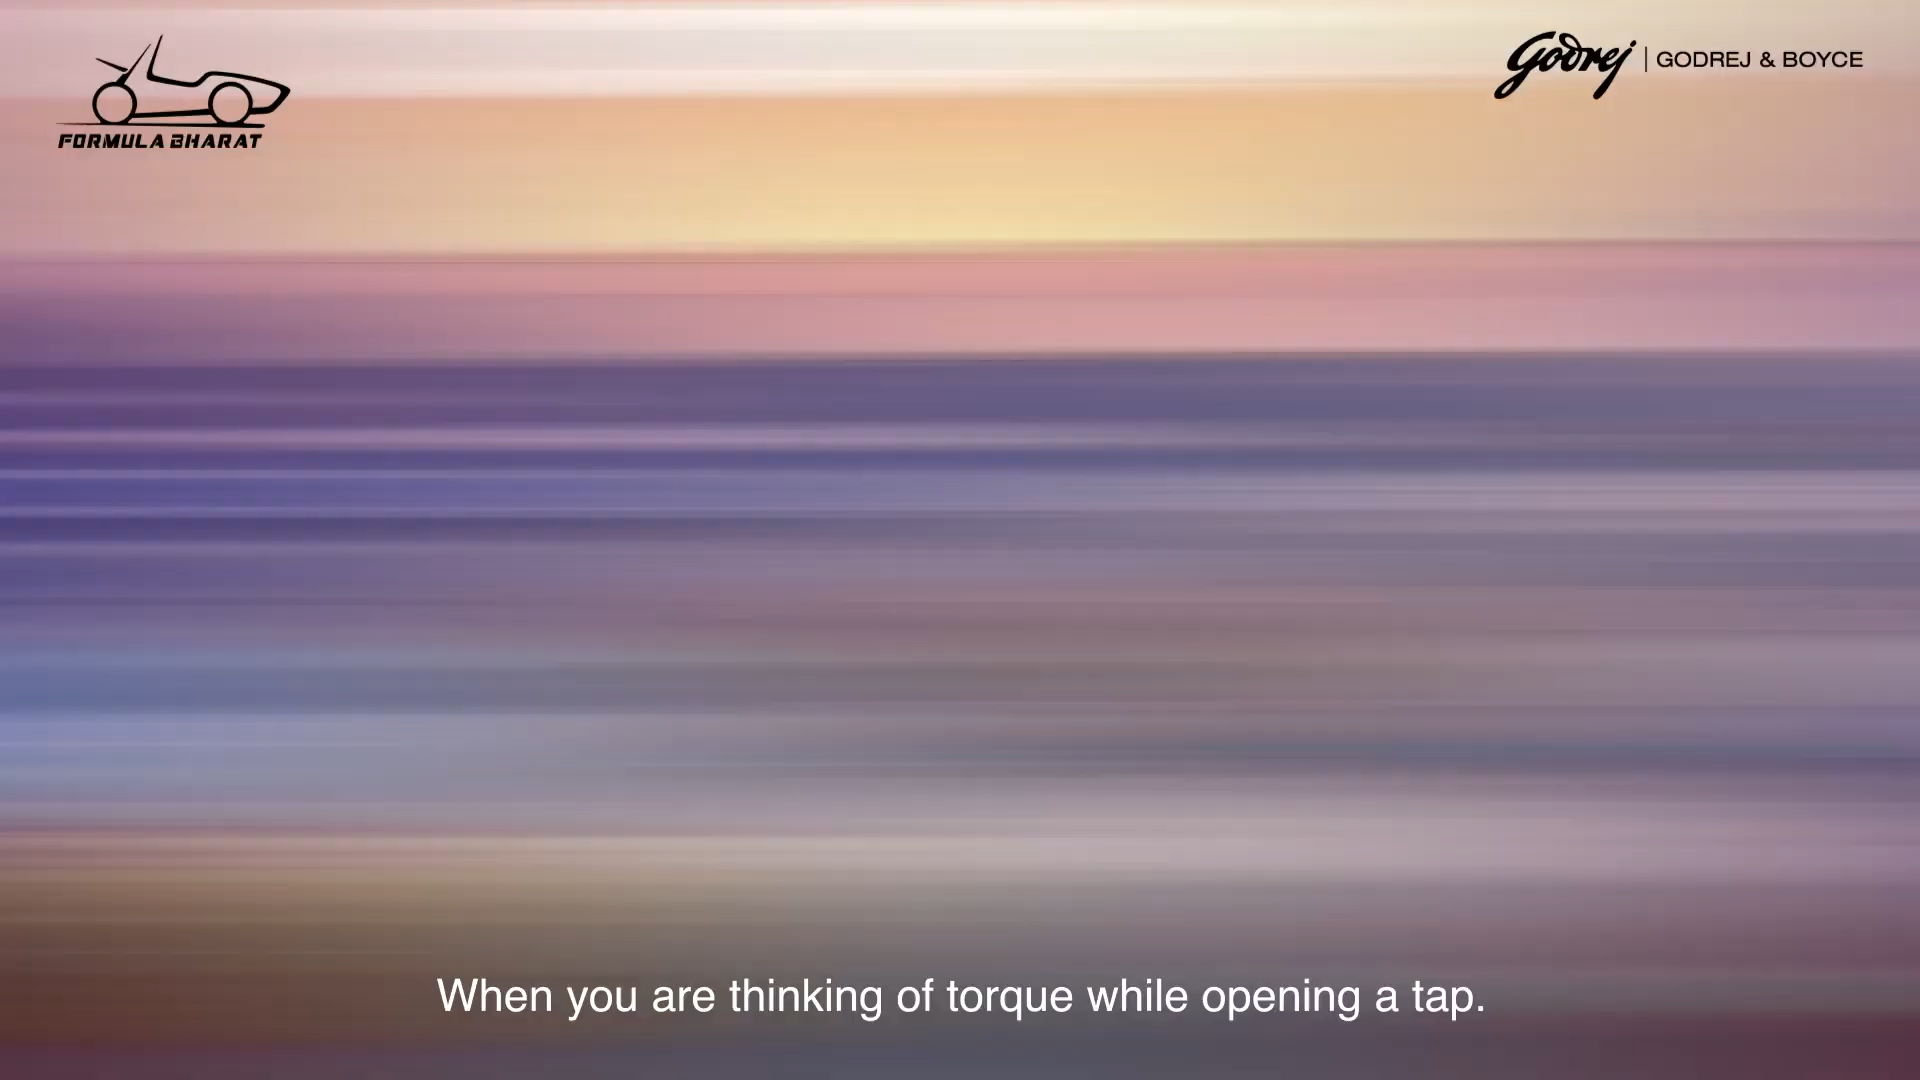 FORMULA BHARAT
Godrej | GODREJ & BOYCE
When you are thinking of torque while opening a tap.